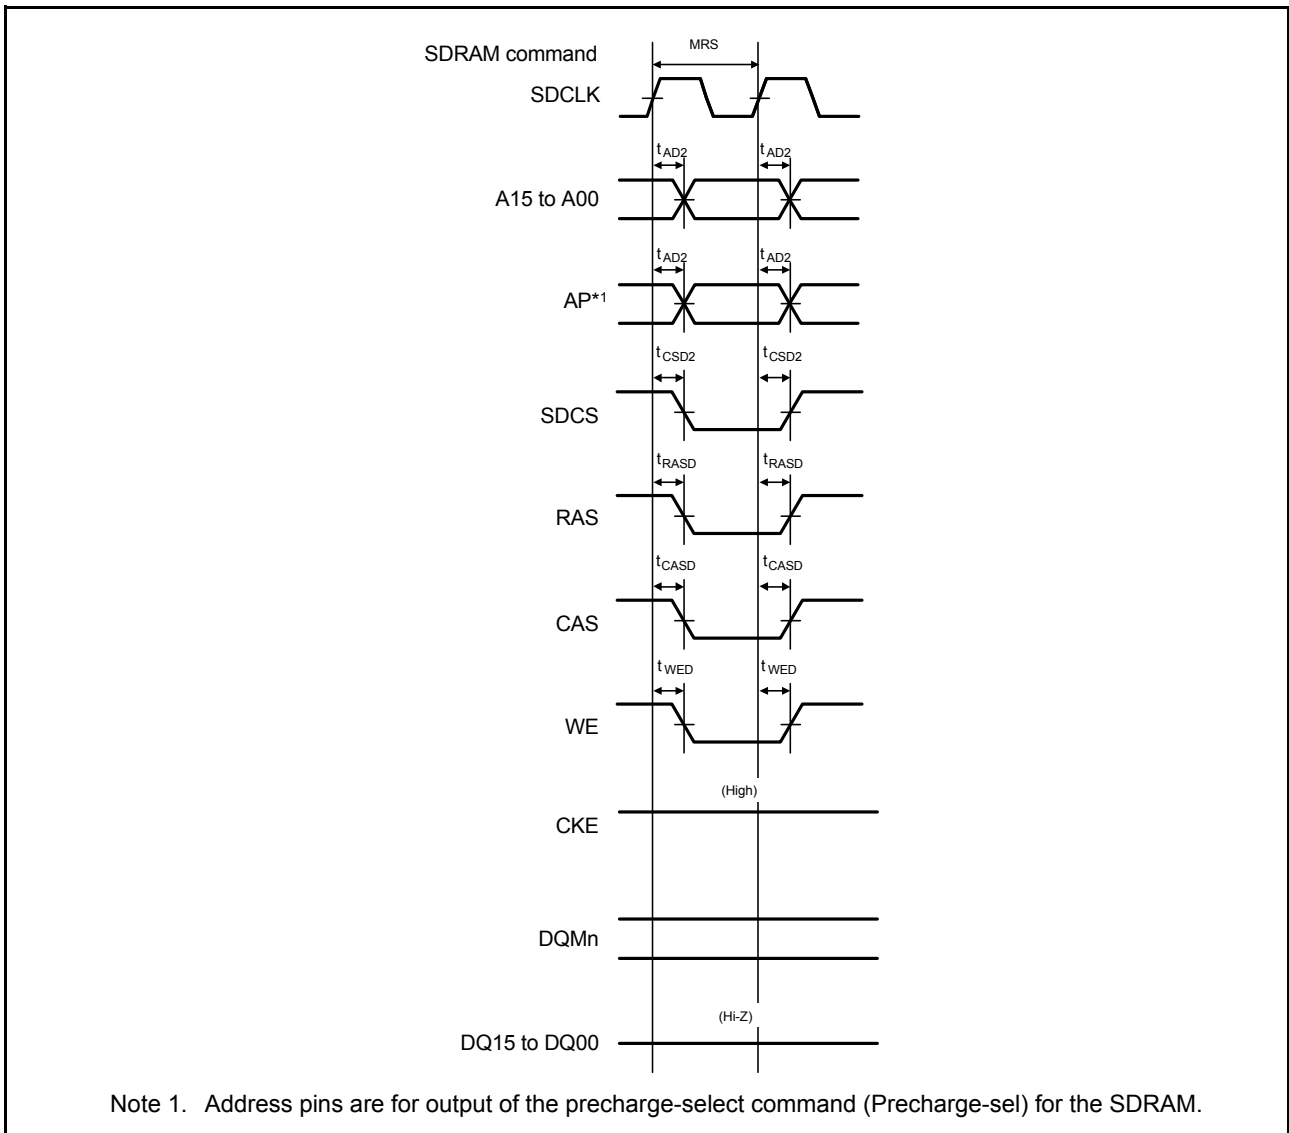 MRS
SDRAM command
SDCLK
tAD2 tAD2
A15 to A00
tAD2 tAD2
AP*1
tCSD2 tCSD2
SDCS
tRASD tRASD
RAS
tCASD tCASD
CAS
tWED tWED
WE
(High)
CKE
DQMn
(Hi-Z)
DQ15 to DQ00
Note 1. Address pins are for output of the precharge-select command (Precharge-sel) for the SDRAM.